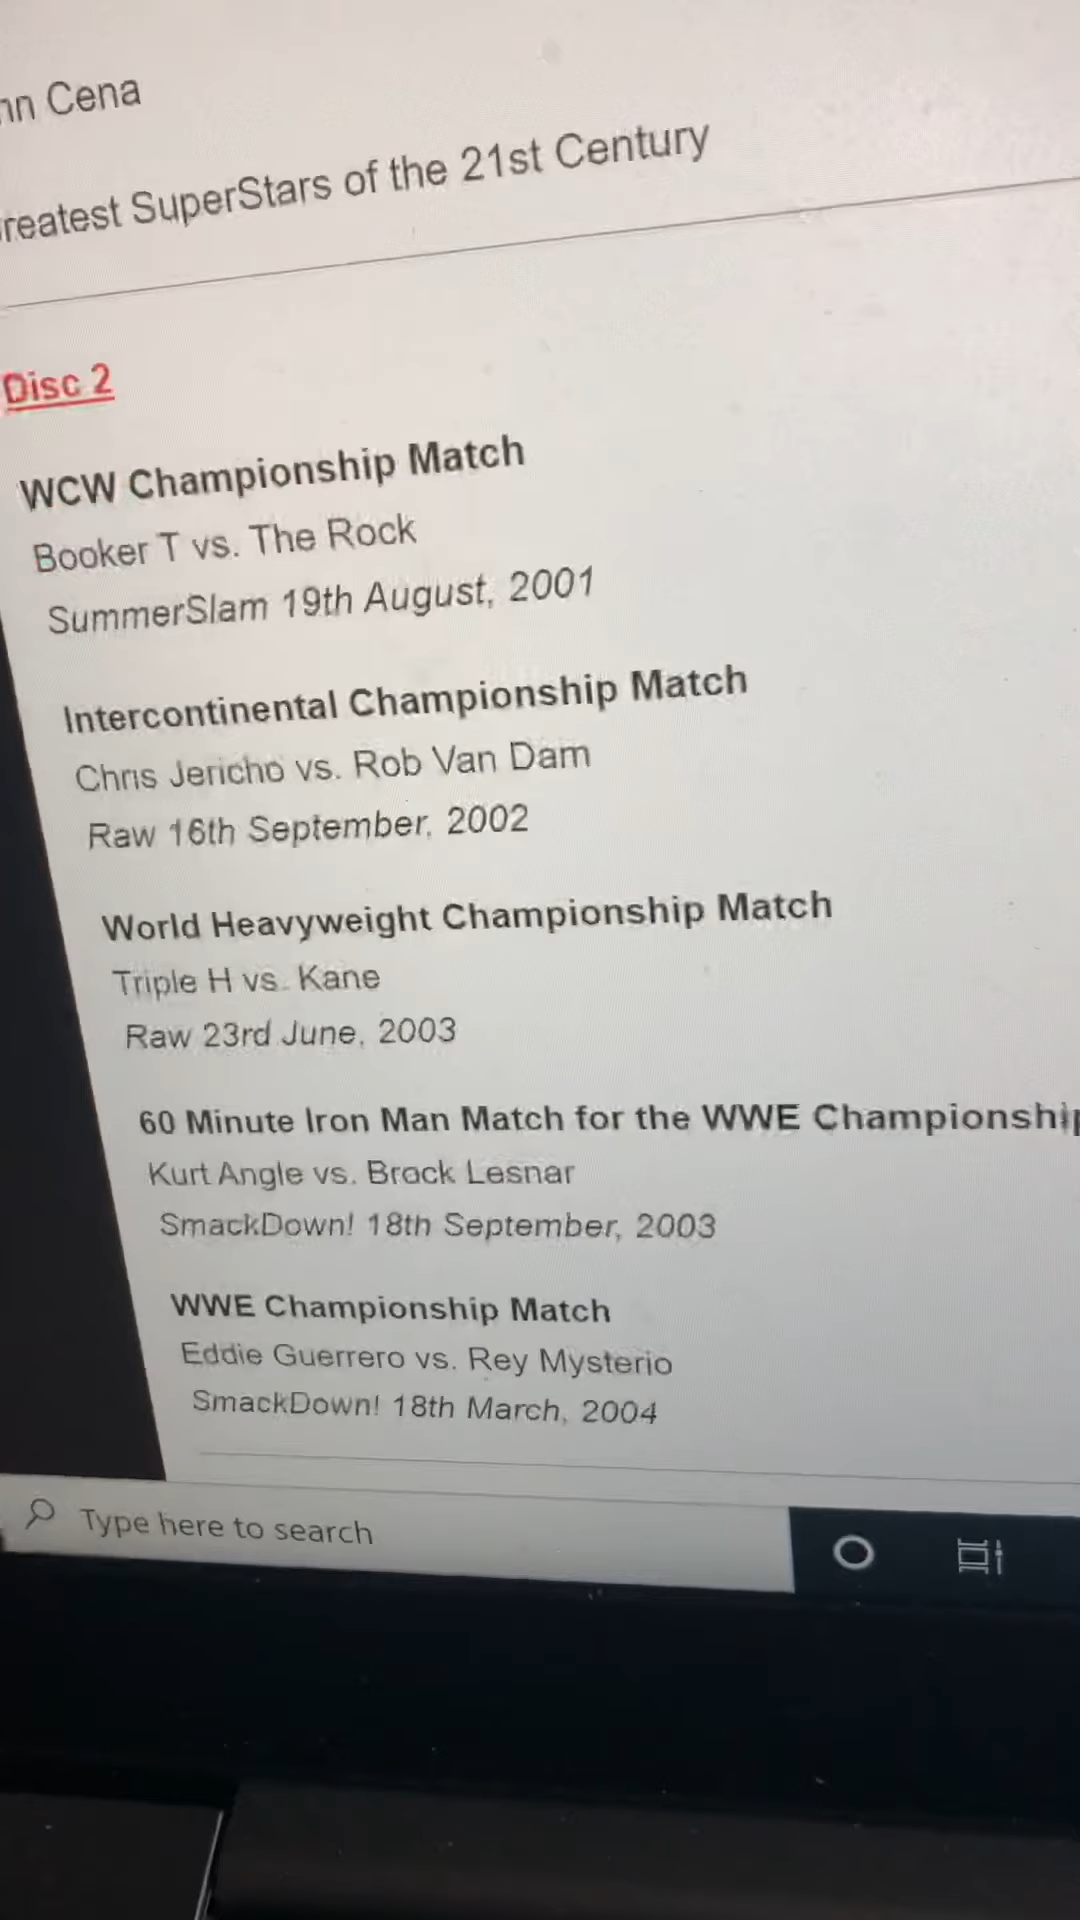 Cena
SuperStars of the 21st Century
Disc 2
WCW Championship Match
Booker T vs. The Rock
SummerSlam 19th August, 2001
Intercontinental Championship Match
Chris Jericho vs. Rob Van Dam
Raw 16th September, 2002
World Heavyweight Championship Match
Triple H vs. Kane
Raw 23rd June, 2003
60 Minute Iron Man Match for the WWE Championship
Kurt Angle vs. Brock Lesnar
SmackDown! 18th September, 2003
WWE Championship Match
Eddie Guerrero vs. Rey Mysterio
SmackDown! 18th March, 2004
Type here to search